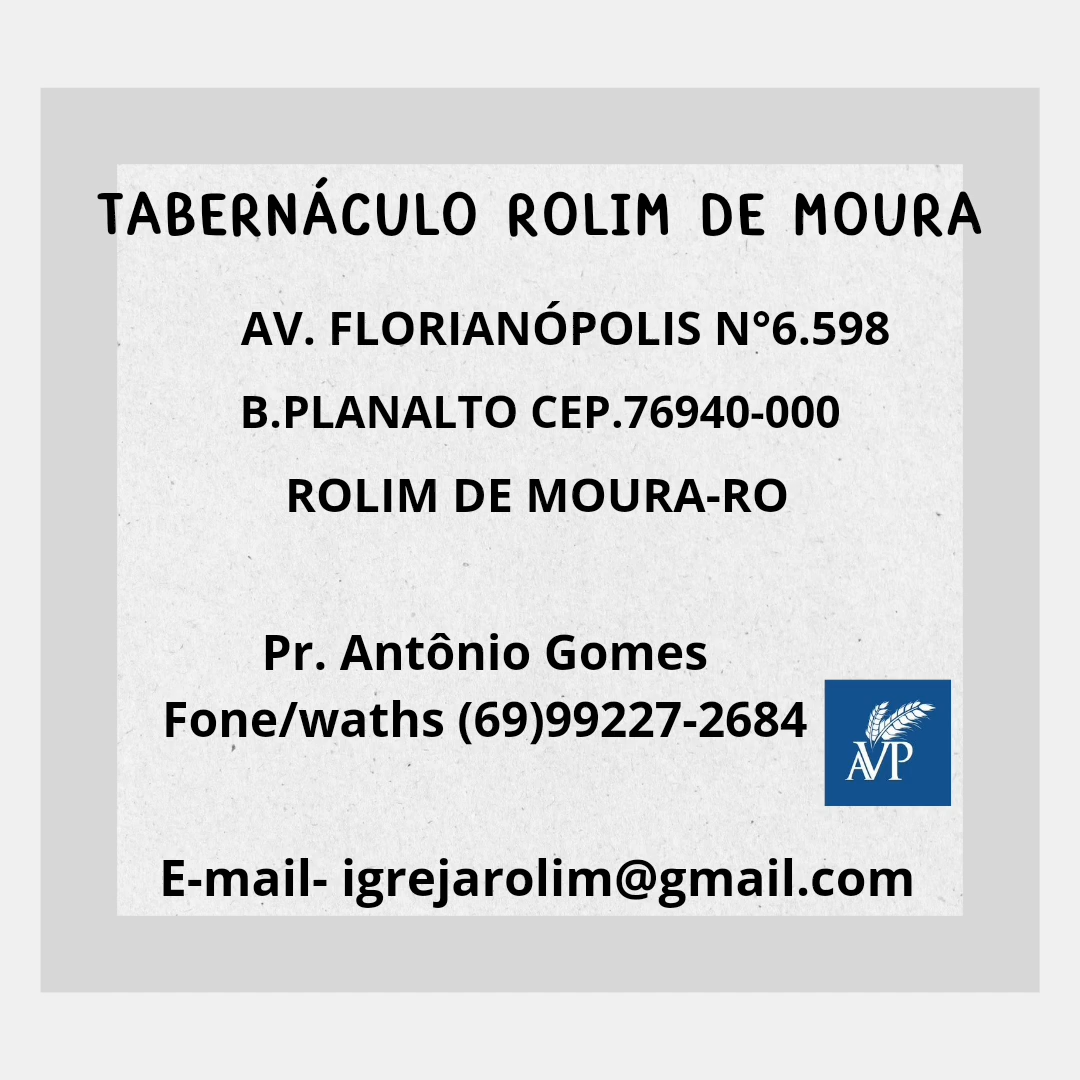 TABERNÁCULO ROLIM DE MOURA
AV. FLORIANÓPOLIS N°6.598
B.PLANALTO CEP.76940-000
ROLIM DE MOURA-RO
Pr. Antônio Gomes
Fone/waths (69)99227-2684
AVP
E-mail- igrejarolim@gmail.com